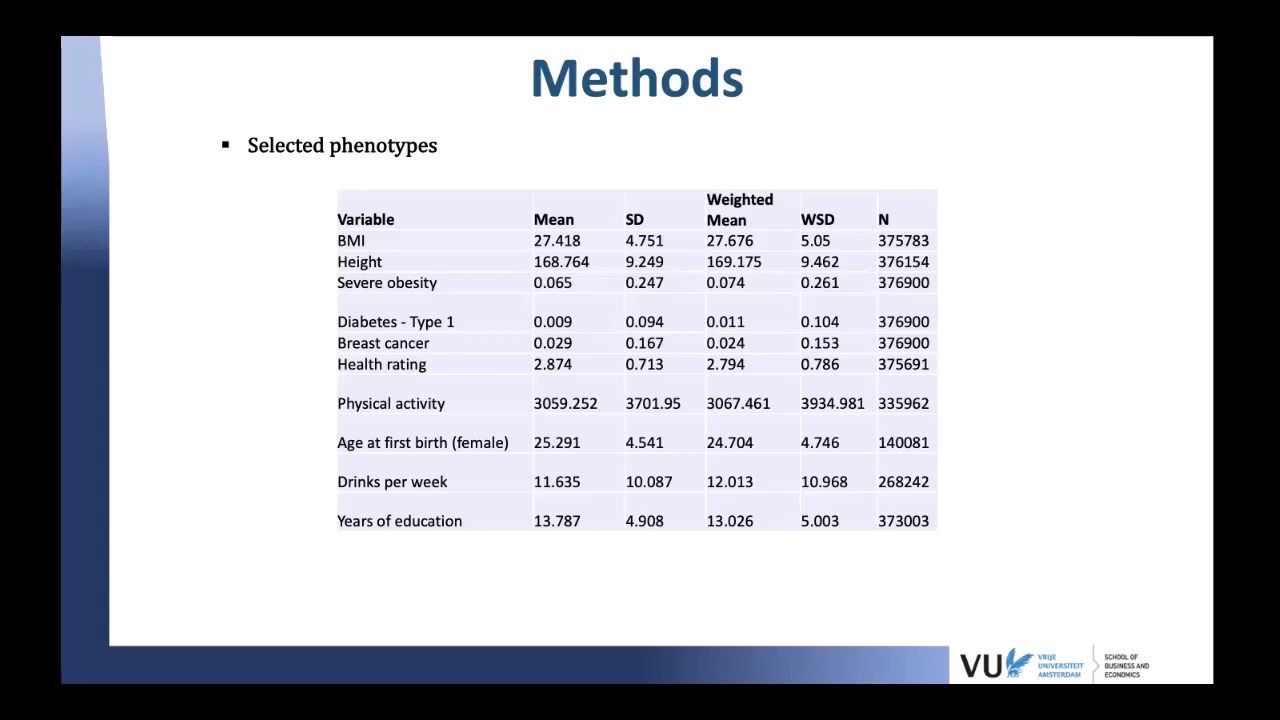 Methods
▪ Selected phenotypes
Weighted
Variable Mean SD Mean WSD N
BMI 27.418 4.751 27.676 5.05 375783
Height 168.764 9.249 169.175 9.462 376154
Severe obesity 0.065 0.247 0.074 0.261 376900
Diabetes - Type 1 0.009 0.094 0.011 0.104 376900
Breast cancer 0.029 0.167 0.024 0.153 376900
Health rating 2.874 0.713 2.794 0.786 375691
Physical activity 3059.252 3701.95 3067.461 3934.981 335962
Age at first birth (female) 25.291 4.541 24.704 4.746 140081
Drinks per week 11.635 10.087 12.013 10.968 268242
Years of education 13.787 4.908 13.026 5.003 373003
VU
VRIJE
UNIVERSITEIT
AMSTERDAM
SCHOOL OF
BUSINESS AND
ECONOMICS